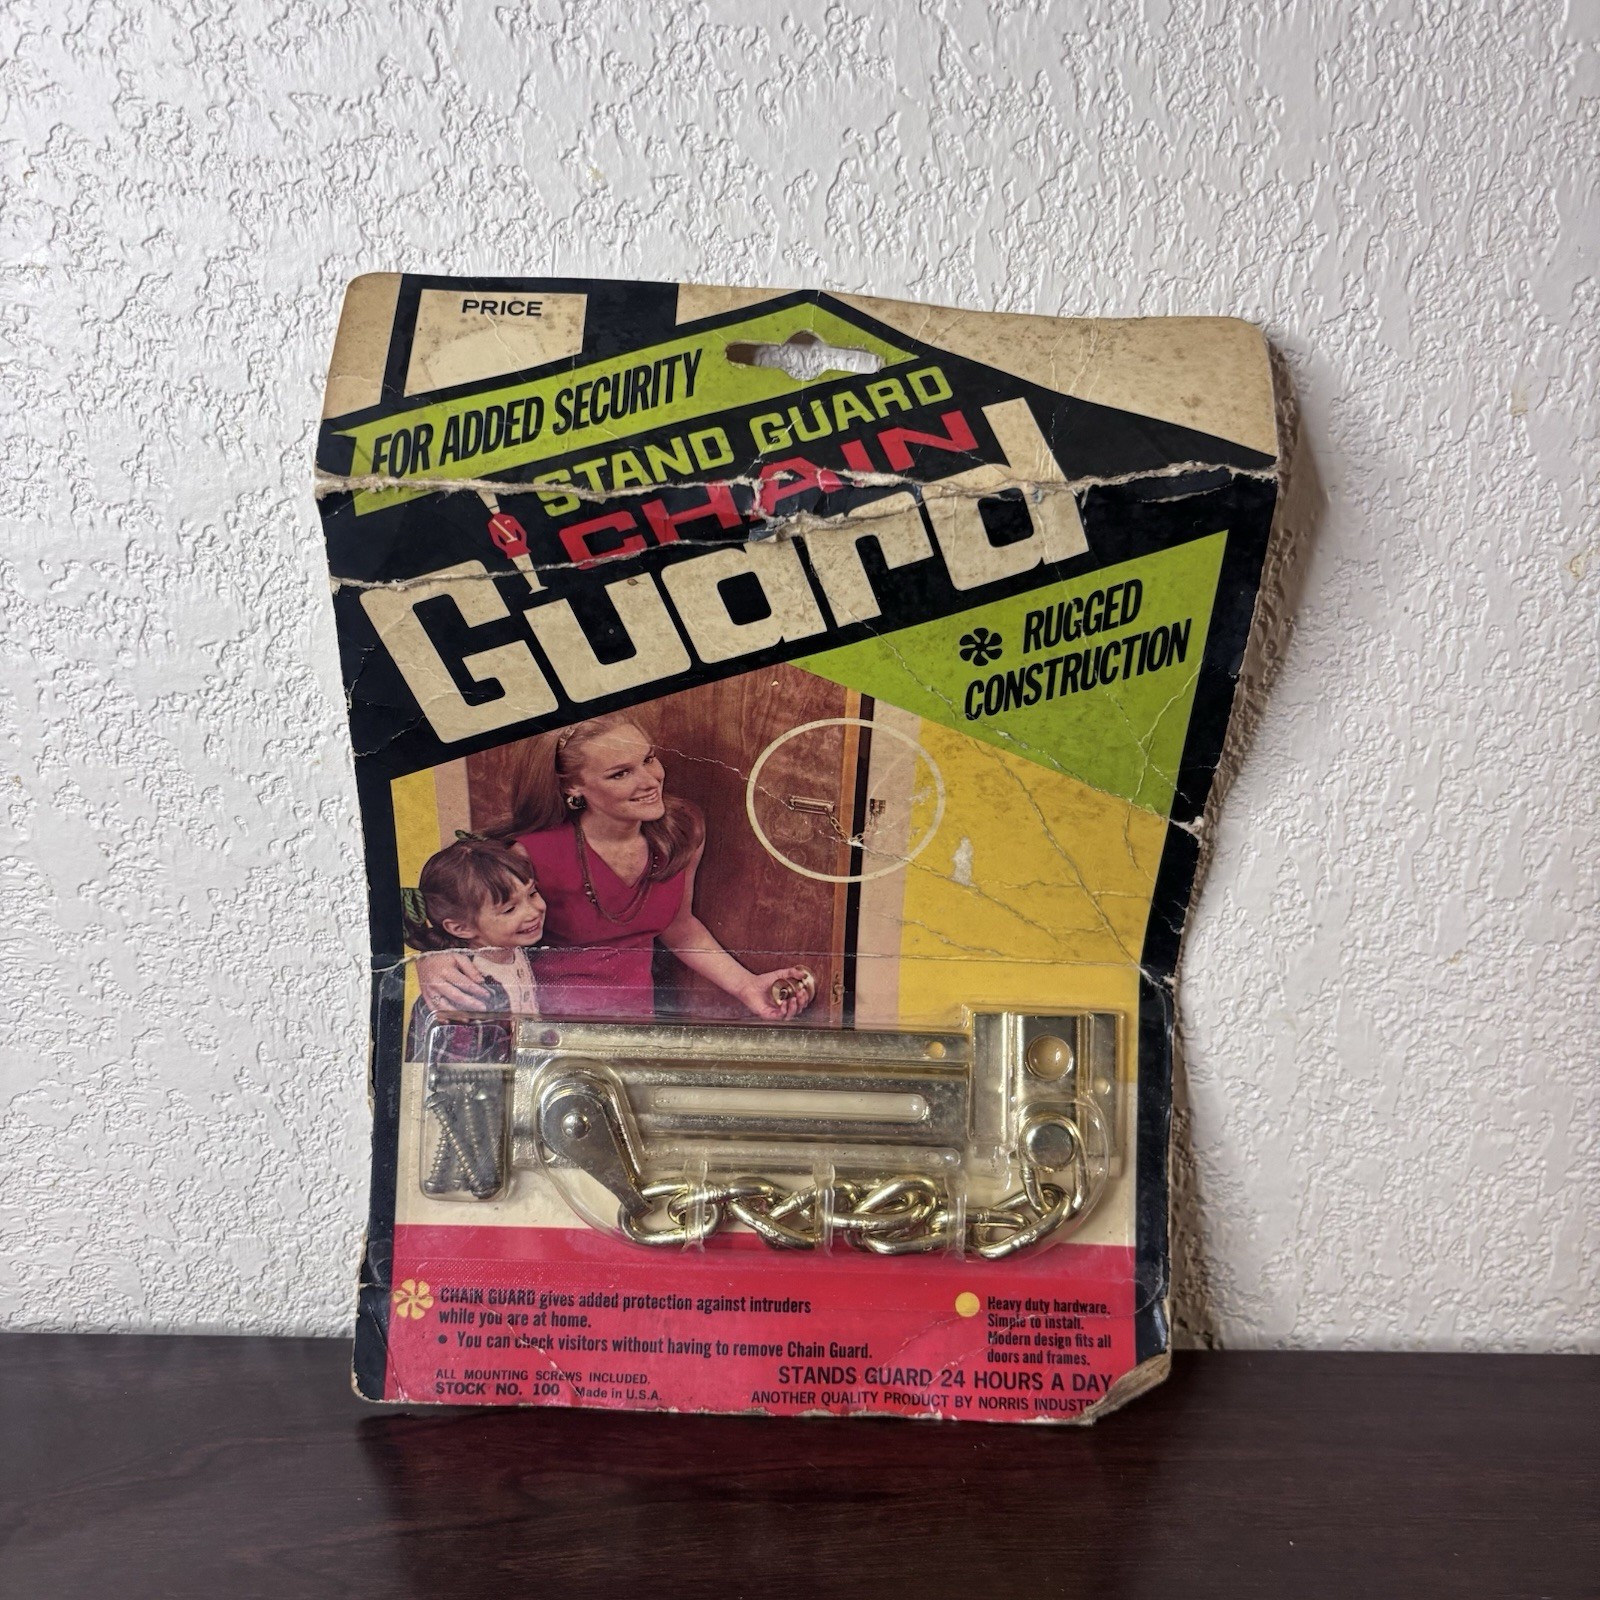 PRICE
FOR ADDED SECURITY
STAND GUARD
CHAIN
Guard
RUGGED
CONSTRUCTION
CHAIN GUARD gives added protection against intruders
while you are at home.
• You can check visitors without having to remove Chain Guard.
ALL MOUNTING SCREWS INCLUDED.
STOCK NO. 100 Made in U.S.A.
Heavy duty hardware.
Simple to install.
Modern design fits all
doors and frames.
STANDS GUARD 24 HOURS A DAY
ANOTHER QUALITY PRODUCT BY NORRIS INDUSTR